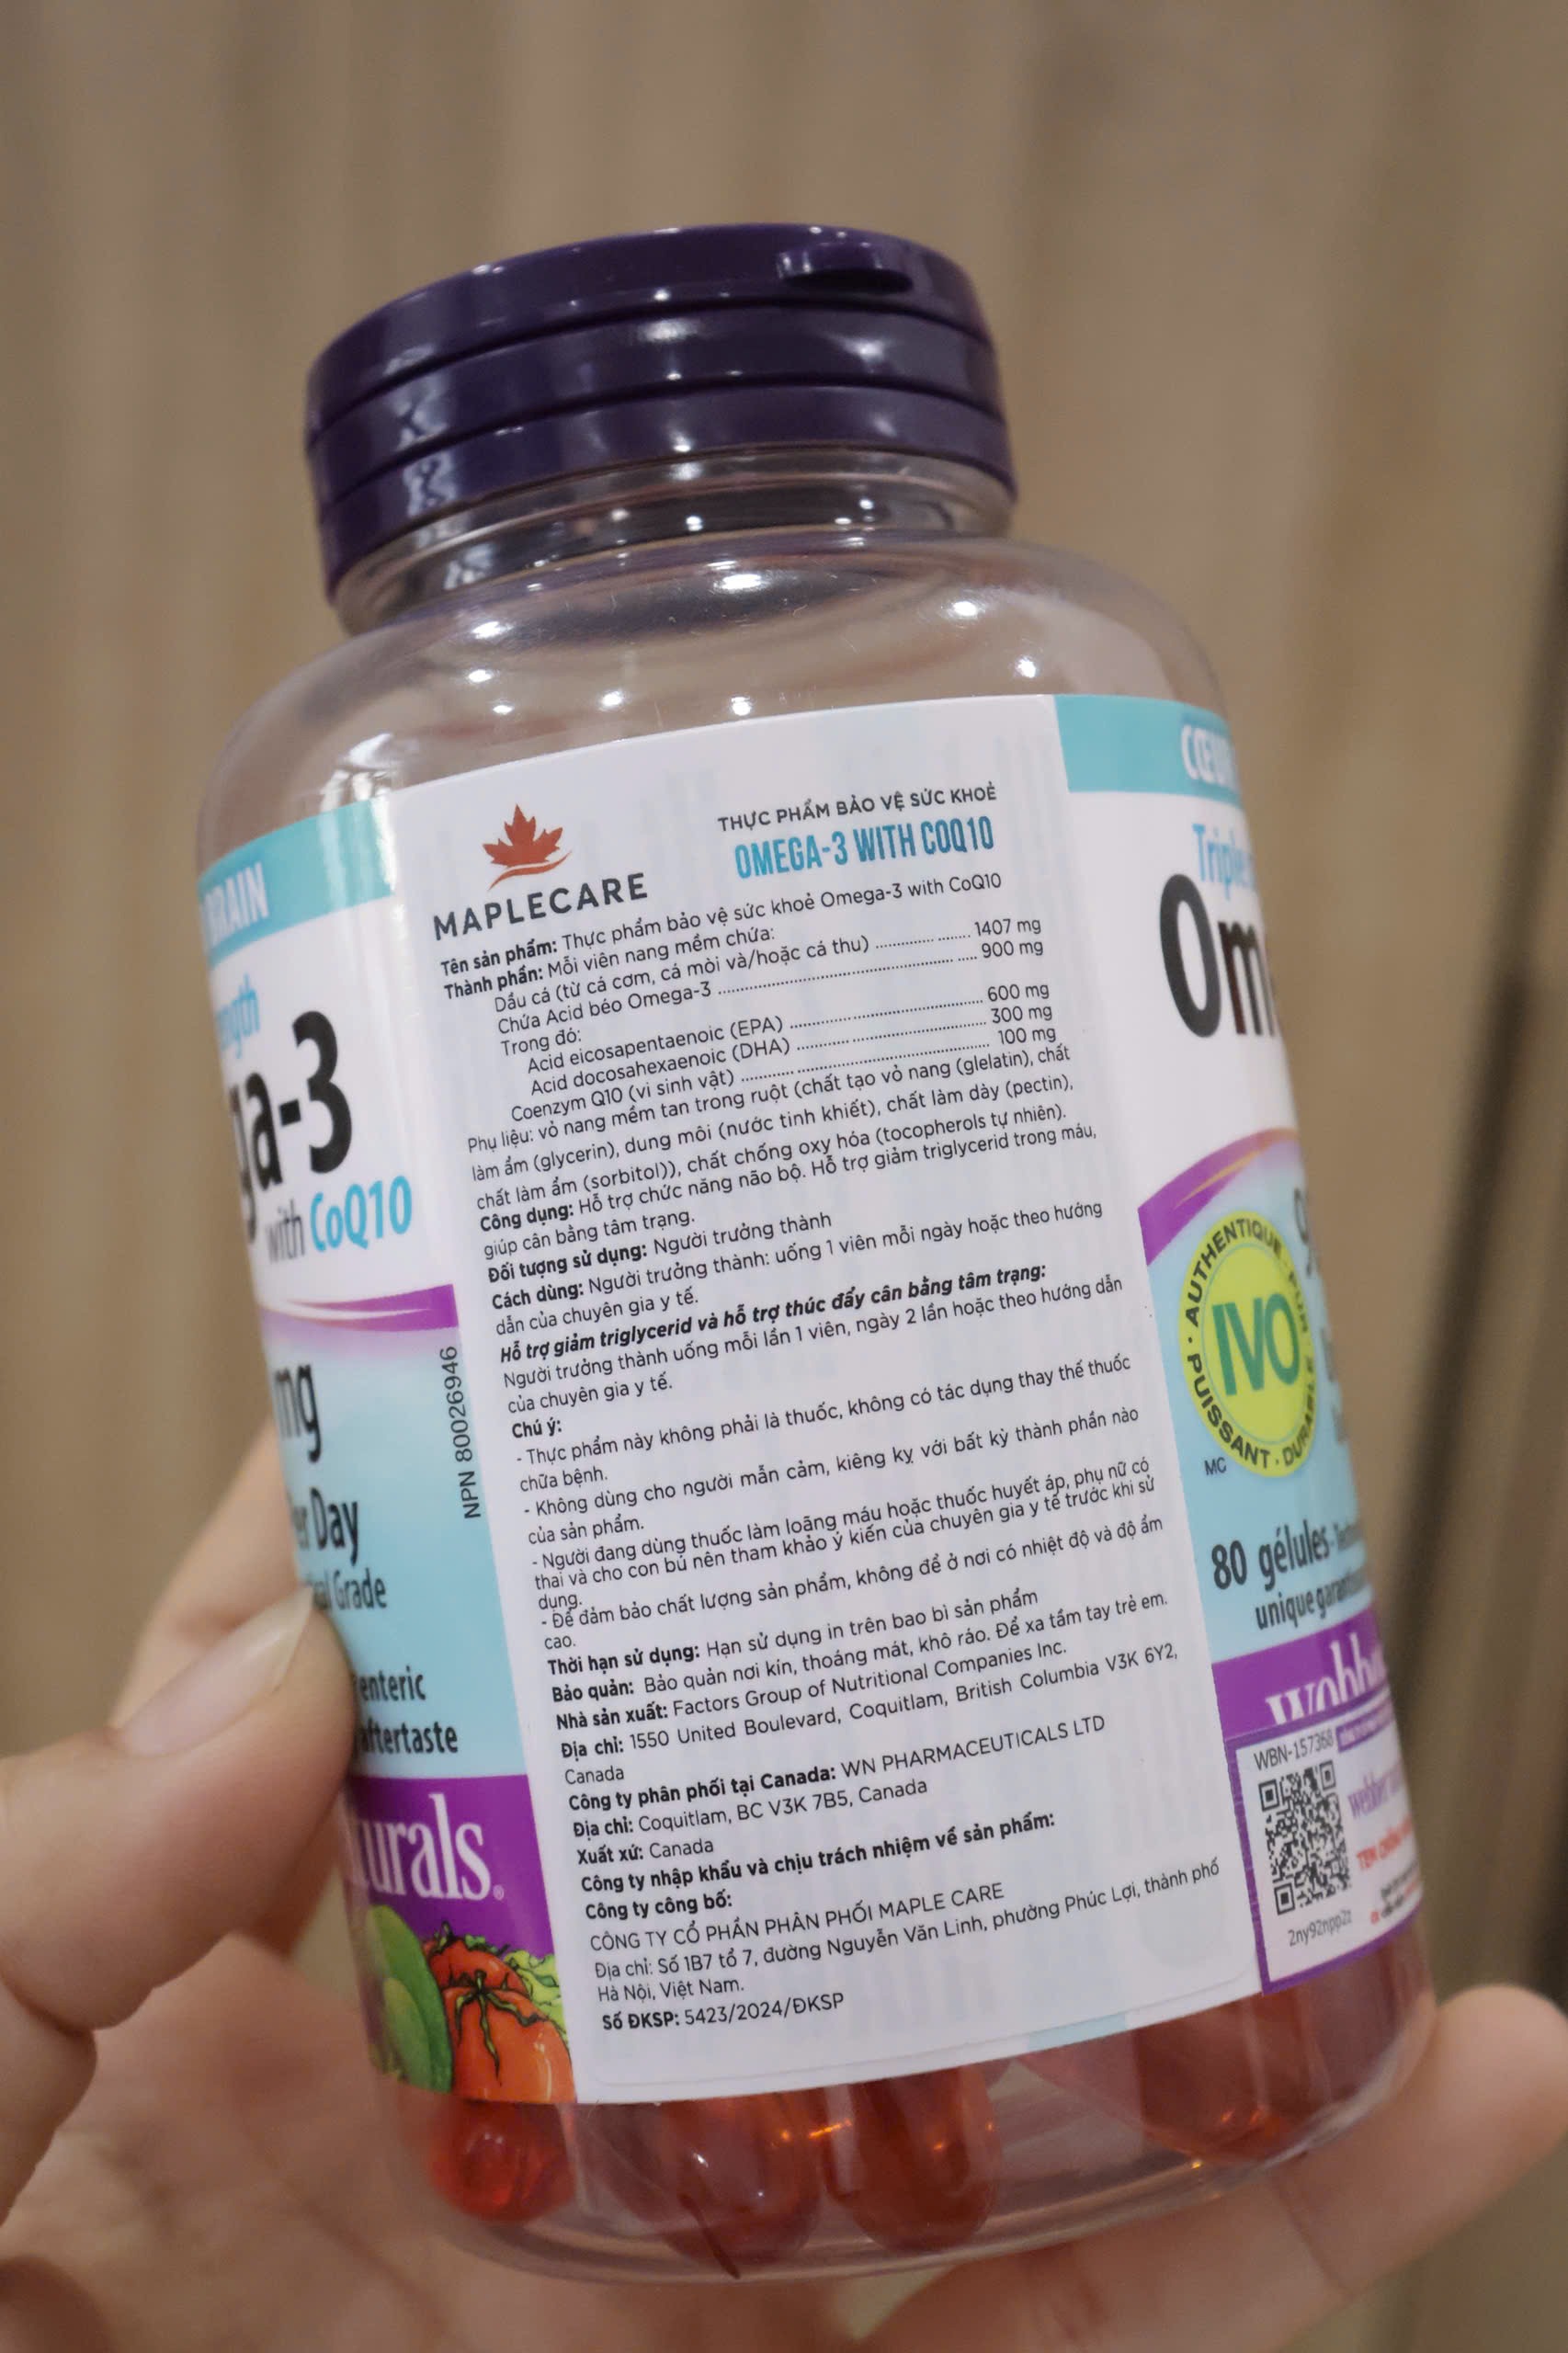 MAPLECARE
THỰC PHẨM BẢO VỆ SỨC KHOẺ
OMEGA-3 WITH COQ10
Tên sản phẩm: Thực phẩm bảo vệ sức khoẻ Omega-3 with CoQ10
Thành phần: Mỗi viên nang mềm chứa:
Dầu cá (từ cá cơm, cá mòi và/hoặc cá thu) ............. ....... 1407 mg
Chứa Acid béo Omega-3 ............................................. ..... 900 mg
Trong đó:
Acid eicosapentaenoic (EPA) ..................................... 600 mg
Acid docosahexaenoic (DHA) ........... ........................ 300 mg
Coenzym Q10 (vi sinh vật) ........... ..................................... 100 mg
Phụ liệu: vỏ nang mềm tan trong ruột (chất tạo vỏ nang (glelatin), chất
làm ẩm (glycerin), dung môi (nước tinh khiết), chất làm dày (pectin),
chất làm ẩm (sorbitol)), chất chống oxy hóa (tocopherols tự nhiên).
Công dụng: Hỗ trợ chức năng não bộ. Hỗ trợ giảm triglycerid trong máu,
giúp cân bằng tâm trạng.
Đối tượng sử dụng: Người trưởng thành
Cách dùng: Người trưởng thành: uống 1 viên mỗi ngày hoặc theo hướng
dẫn của chuyên gia y tế.
Hỗ trợ giảm triglycerid và hỗ trợ thúc đẩy cân bằng tâm trạng:
Người trưởng thành uống mỗi lần 1 viên, ngày 2 lần hoặc theo hướng dẫn
của chuyên gia y tế.
Chú ý:
- Thực phẩm này không phải là thuốc, không có tác dụng thay thế thuốc
chữa bệnh.
- Không dùng cho người mẫn cảm, kiêng kỵ với bất kỳ thành phần nào
của sản phẩm.
- Người đang dùng thuốc làm loãng máu hoặc thuốc huyết áp, phụ nữ có
thai và cho con bú nên tham khảo ý kiến của chuyên gia y tế trước khi sử
dụng.
- Để đảm bảo chất lượng sản phẩm, không để ở nơi có nhiệt độ và độ ẩm
cao.
Thời hạn sử dụng: Hạn sử dụng in trên bao bì sản phẩm
Bảo quản: Bảo quản nơi kín, thoáng mát, khô ráo. Để xa tầm tay trẻ em.
Nhà sản xuất: Factors Group of Nutritional Companies Inc.
Địa chỉ: 1550 United Boulevard, Coquitlam, British Columbia V3K 6Y2,
Canada
Công ty phân phối tại Canada: WN PHARMACEUTICALS LTD
Địa chỉ: Coquitlam, BC V3K 7B5, Canada
Xuất xứ: Canada
Công ty nhập khẩu và chịu trách nhiệm về sản phẩm:
Công ty công bố:
CÔNG TY CỔ PHẦN PHÂN PHỐI MAPLE CARE
Địa chỉ: Số 1B7 tổ 7, đường Nguyễn Văn Linh, phường Phúc Lợi, thành phố
Hà Nội, Việt Nam.
Số ĐKSP: 5423/2024/ĐKSP
BRAIN
ga-3
with CoQ10
mg
Day
Grade
enteric
aftertaste
urals®
NPN 80026946
CŒU
Triple
Om
AUTHENTIQUE · PUR
IVO
PUISSANT · DURABLE
MC
80 gélules
unique
WBN-157368
2ny92npp2z